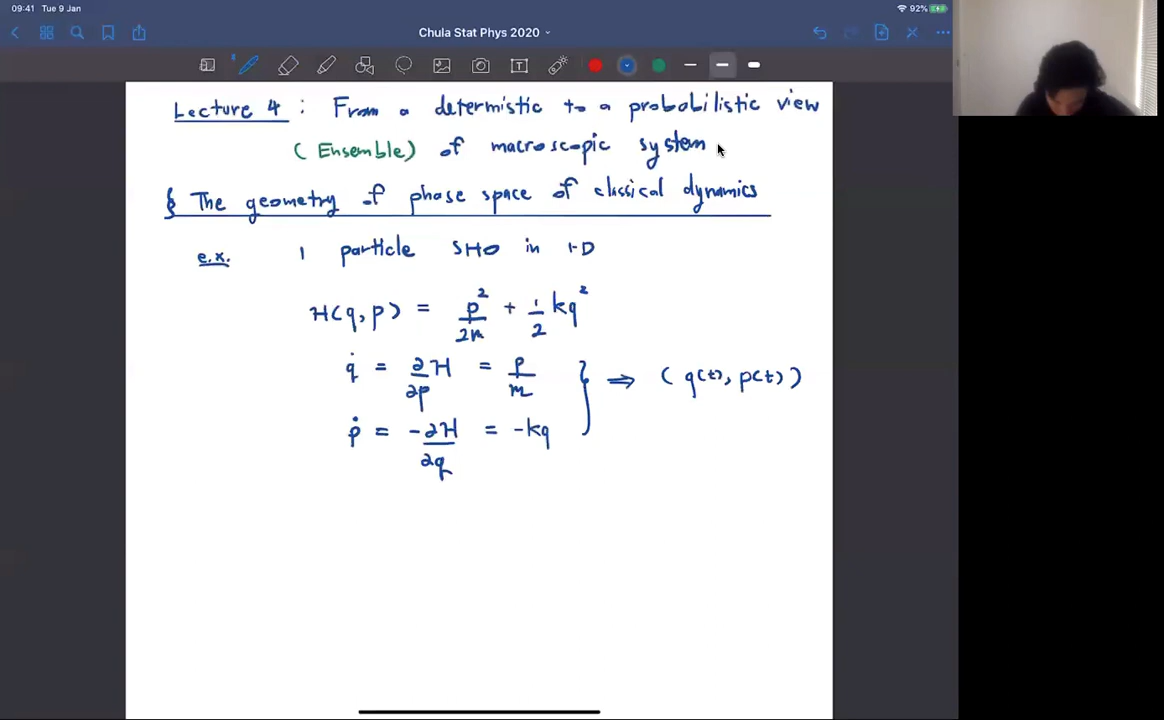 09:41 Tue 9 Jan
92%
Chula Stat Phys 2020
Lecture 4 : From a determistic to a probabilistic view
(Ensemble) of macroscopic system
§ The geometry of phase space of classical dynamics
e.x. 1 particle SHO in 1-D
H(q,p) = p²/2m + 1/2 kq²
q̇ = ∂H/∂p = p/m
⇒ (q(t), p(t))
ṗ = -∂H/∂q = -kq